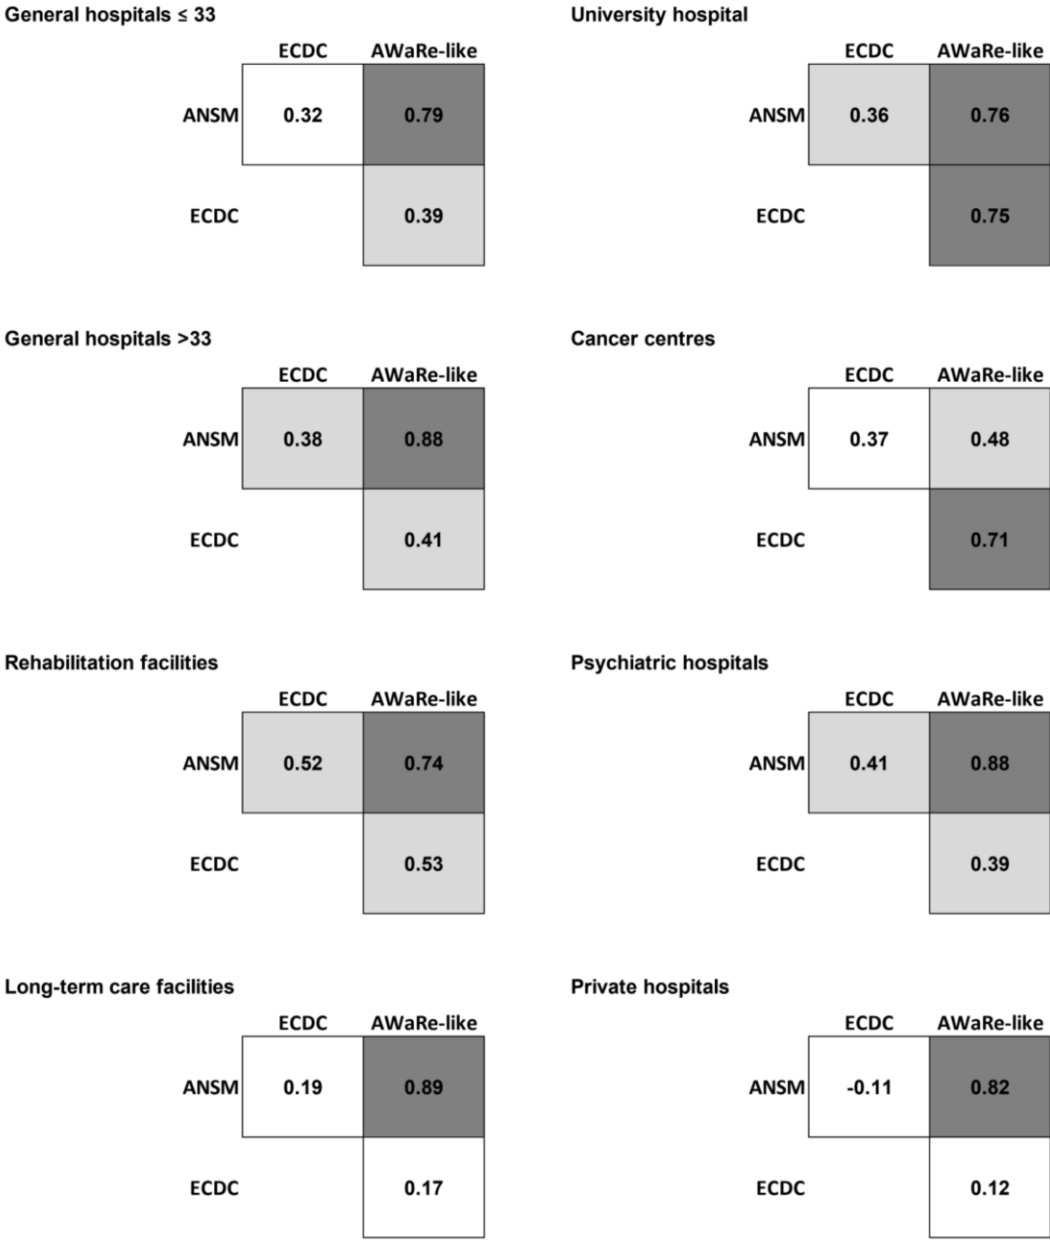 General hospitals ≤ 33
ECDC AWaRe-like
ANSM 0.32 0.79
ECDC 0.39
University hospital
ECDC AWaRe-like
ANSM 0.36 0.76
ECDC 0.75
General hospitals >33
ECDC AWaRe-like
ANSM 0.38 0.88
ECDC 0.41
Cancer centres
ECDC AWaRe-like
ANSM 0.37 0.48
ECDC 0.71
Rehabilitation facilities
ECDC AWaRe-like
ANSM 0.52 0.74
ECDC 0.53
Psychiatric hospitals
ECDC AWaRe-like
ANSM 0.41 0.88
ECDC 0.39
Long-term care facilities
ECDC AWaRe-like
ANSM 0.19 0.89
ECDC 0.17
Private hospitals
ECDC AWaRe-like
ANSM -0.11 0.82
ECDC 0.12